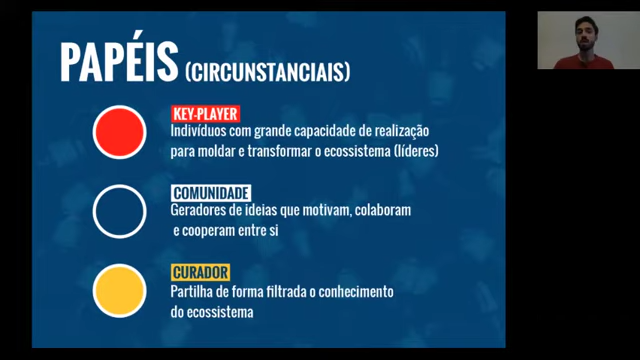 PAPÉIS (CIRCUNSTANCIAIS)
KEY-PLAYER
Indivíduos com grande capacidade de realização
para moldar e transformar o ecossistema (líderes)
COMUNIDADE
Geradores de ideias que motivam, colaboram
e cooperam entre si
CURADOR
Partilha de forma filtrada o conhecimento
do ecossistema